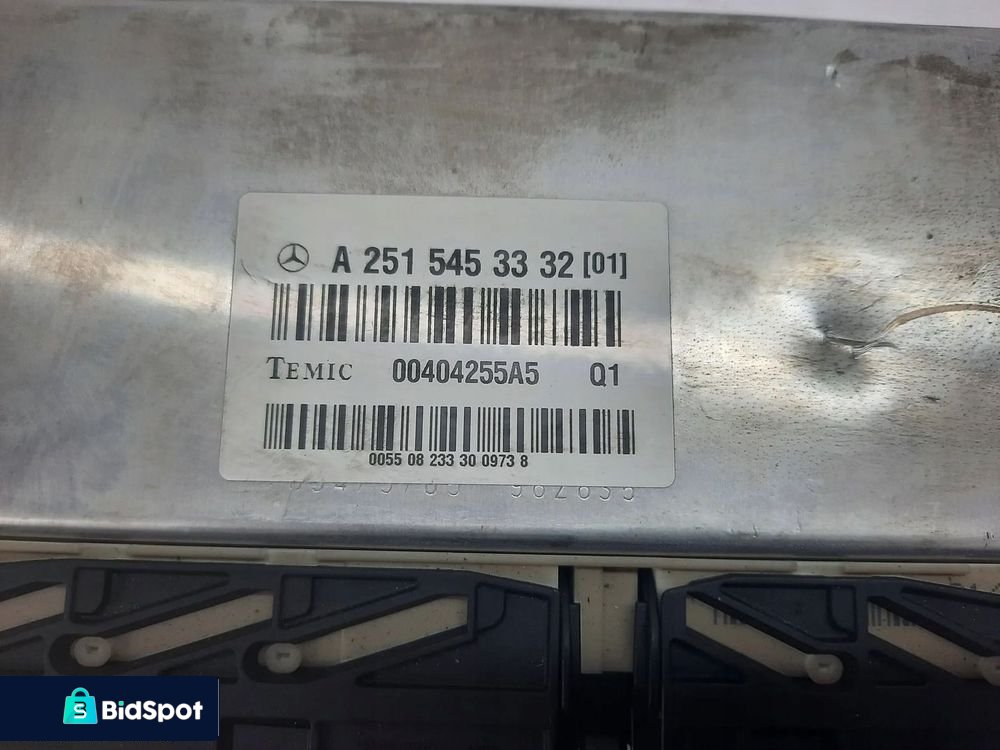 A 251 545 33 32 [01]
TEMIC 00404255A5 Q1
0055 08 233 30 0973 8
BidSpot